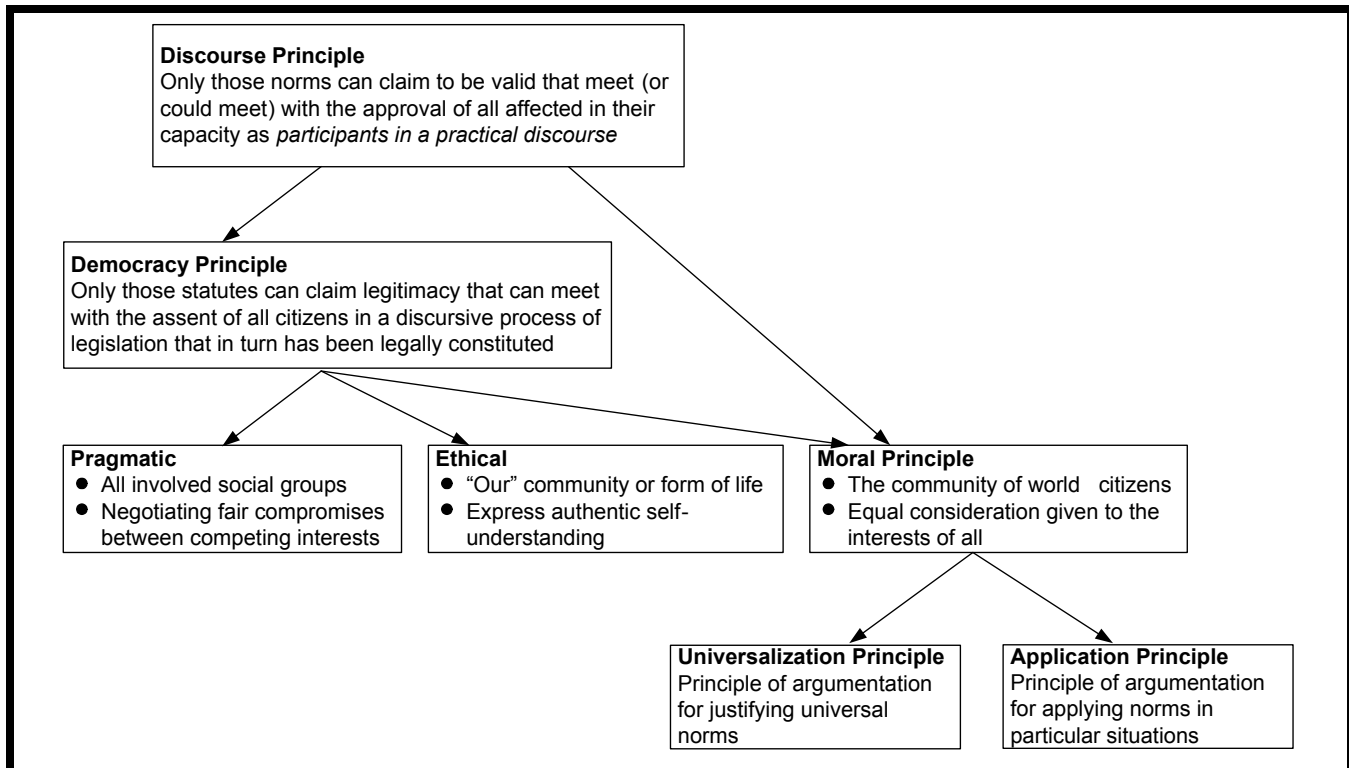 Discourse Principle
Only those norms can claim to be valid that meet (or
could meet) with the approval of all affected in their
capacity as participants in a practical discourse
Democracy Principle
Only those statutes can claim legitimacy that can meet
with the assent of all citizens in a discursive process of
legislation that in turn has been legally constituted
Pragmatic
● All involved social groups
● Negotiating fair compromises
between competing interests
Ethical
● “Our” community or form of life
● Express authentic self-
understanding
Moral Principle
● The community of world citizens
● Equal consideration given to the
interests of all
Universalization Principle
Principle of argumentation
for justifying universal
norms
Application Principle
Principle of argumentation
for applying norms in
particular situations